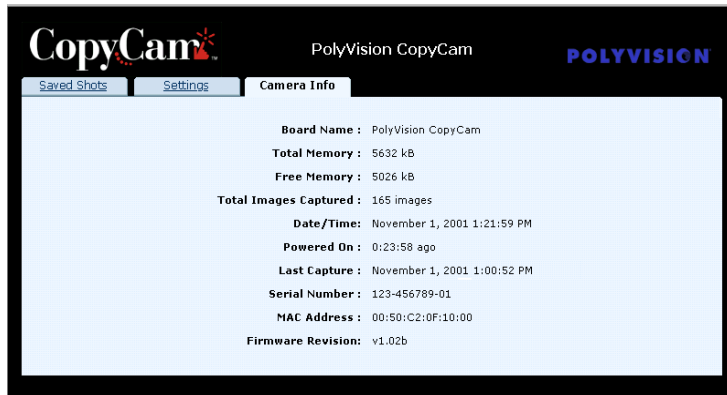 CopyCam™
PolyVision CopyCam
POLYVISION
Saved Shots Settings Camera Info
Board Name : PolyVision CopyCam
Total Memory : 5632 kB
Free Memory : 5026 kB
Total Images Captured : 165 images
Date/Time: November 1, 2001 1:21:59 PM
Powered On : 0:23:58 ago
Last Capture : November 1, 2001 1:00:52 PM
Serial Number : 123-456789-01
MAC Address : 00:50:C2:0F:10:00
Firmware Revision: v1.02b